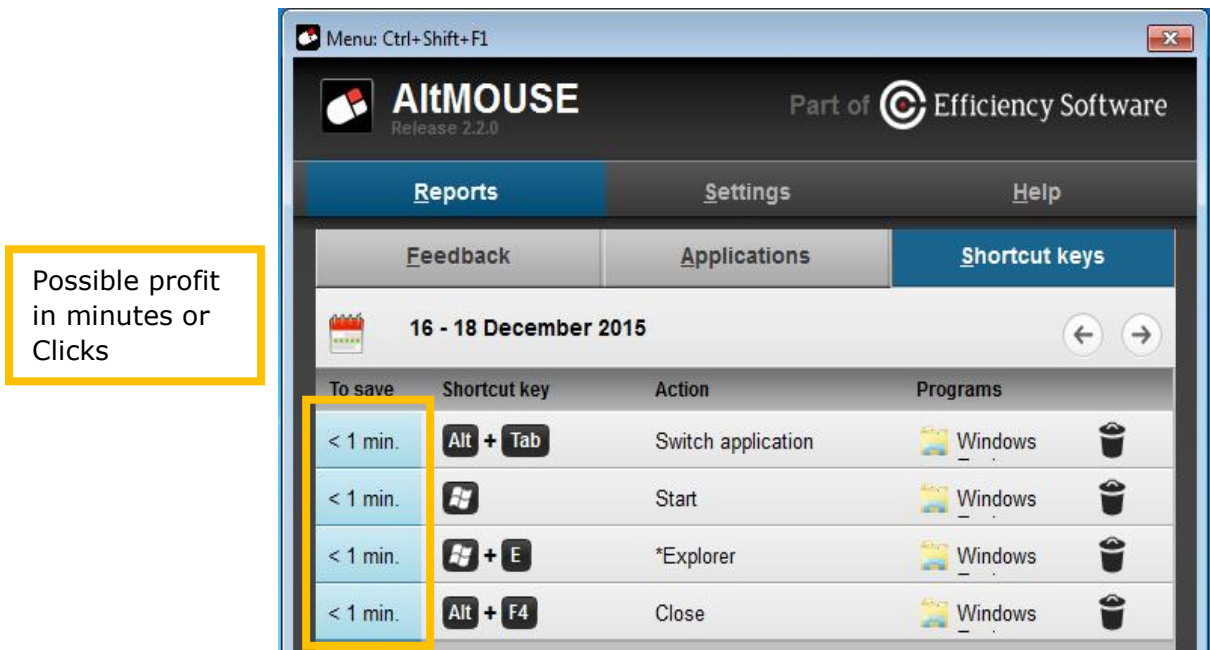 Menu: Ctrl+Shift+F1
AltMOUSE
Release 2.2.0
Part of Efficiency Software
Reports Settings Help
Feedback Applications Shortcut keys
Possible profit
in minutes or
Clicks
16 - 18 December 2015
To save Shortcut key Action Programs
< 1 min. Alt + Tab Switch application Windows
< 1 min. Start Windows
< 1 min. + E *Explorer Windows
< 1 min. Alt + F4 Close Windows